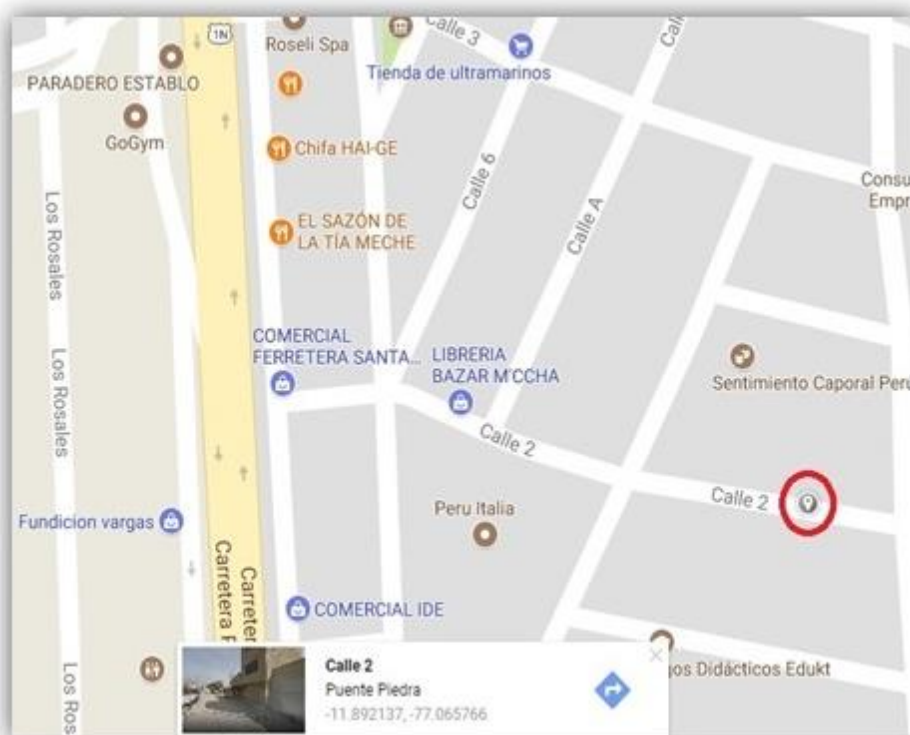 1N
Roseli Spa
Calle 3
Tienda de ultramarinos
PARADERO ESTABLO
GoGym
Chifa HAI-GE
Calle 6
Calle A
Consu
Empr
Los Rosales
EL SAZÓN DE
LA TÍA MECHE
COMERCIAL
FERRETERA SANTA...
LIBRERIA
BAZAR M'CCHA
Los Rosales
Sentimiento Caporal Peru
Calle 2
Calle 2
Peru Italia
Fundicion vargas
Carretera P
Carreter
COMERCIAL IDE
Los Ros
gos Didácticos Edukt
Calle 2
Puente Piedra
-11.892137, -77.065766